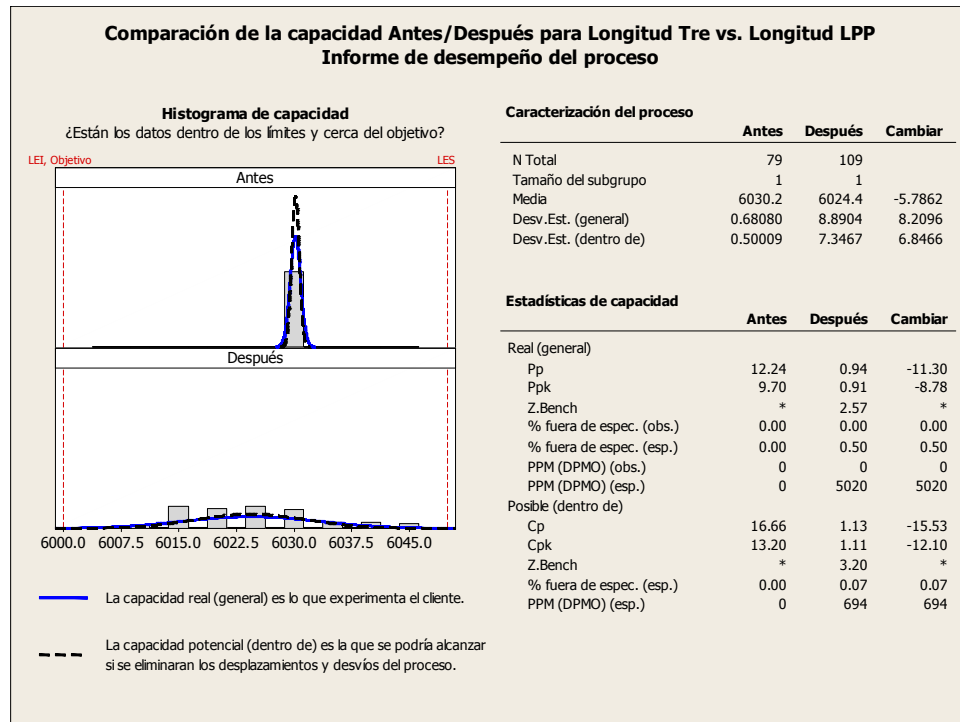 Comparación de la capacidad Antes/Después para Longitud Tre vs. Longitud LPP
Informe de desempeño del proceso
Histograma de capacidad
¿Están los datos dentro de los límites y cerca del objetivo?
LEI, Objetivo LES
Antes
Después
6000.0 6007.5 6015.0 6022.5 6030.0 6037.5 6045.0
La capacidad real (general) es lo que experimenta el cliente.
La capacidad potencial (dentro de) es la que se podría alcanzar
si se eliminaran los desplazamientos y desvíos del proceso.
Caracterización del proceso
Antes Después Cambiar
N Total 79 109
Tamaño del subgrupo 1 1
Media 6030.2 6024.4 -5.7862
Desv.Est. (general) 0.68080 8.8904 8.2096
Desv.Est. (dentro de) 0.50009 7.3467 6.8466
Estadísticas de capacidad
Antes Después Cambiar
Real (general)
Pp 12.24 0.94 -11.30
Ppk 9.70 0.91 -8.78
Z.Bench * 2.57 *
% fuera de espec. (obs.) 0.00 0.00 0.00
% fuera de espec. (esp.) 0.00 0.50 0.50
PPM (DPMO) (obs.) 0 0 0
PPM (DPMO) (esp.) 0 5020 5020
Posible (dentro de)
Cp 16.66 1.13 -15.53
Cpk 13.20 1.11 -12.10
Z.Bench * 3.20 *
% fuera de espec. (esp.) 0.00 0.07 0.07
PPM (DPMO) (esp.) 0 694 694